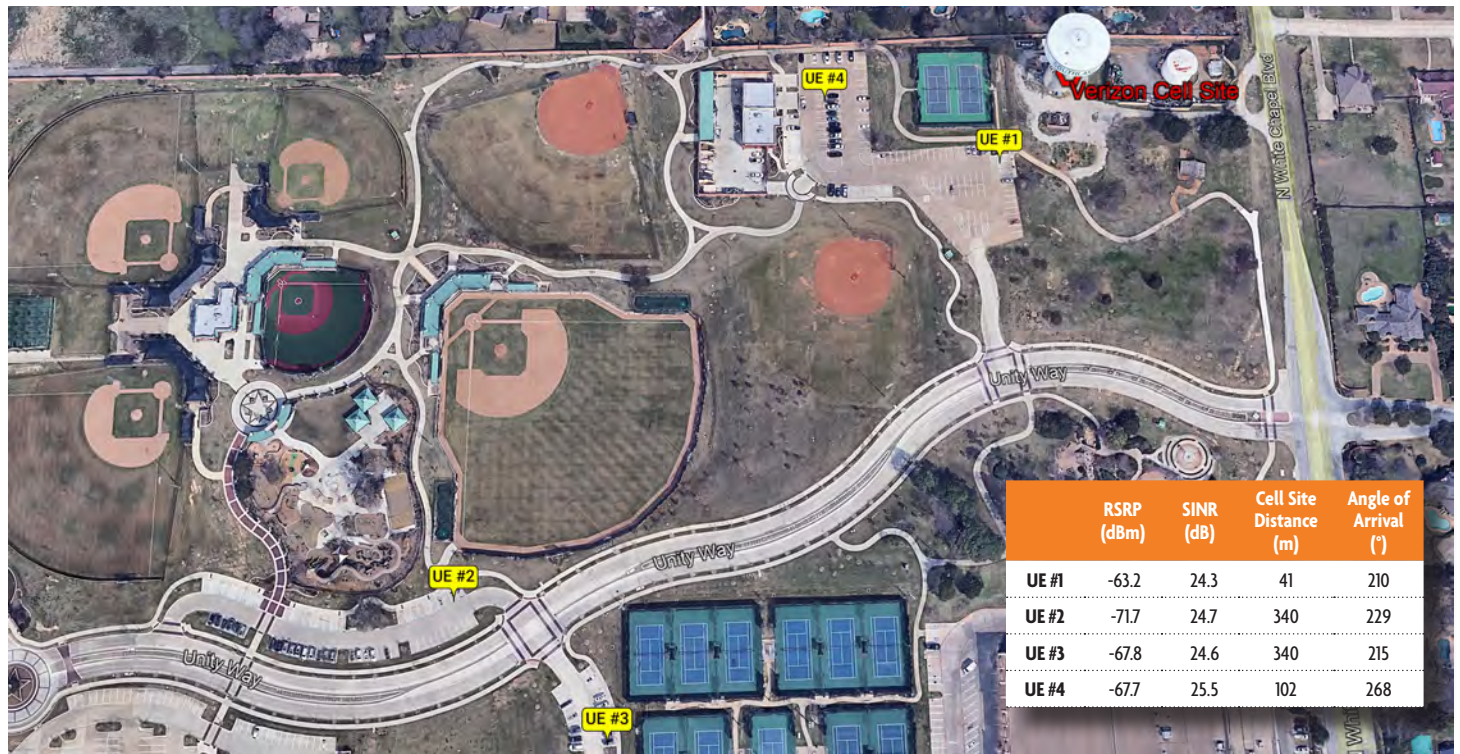 UE #4
Verizon Cell Site
UE #1
N White Chapel Blvd
Unity Way
Unity Way
UE #2
Unity Way
UE #3
RSRP (dBm) SINR (dB) Cell Site Distance (m) Angle of Arrival (°)
UE #1 -63.2 24.3 41 210
UE #2 -71.7 24.7 340 229
UE #3 -67.8 24.6 340 215
UE #4 -67.7 25.5 102 268